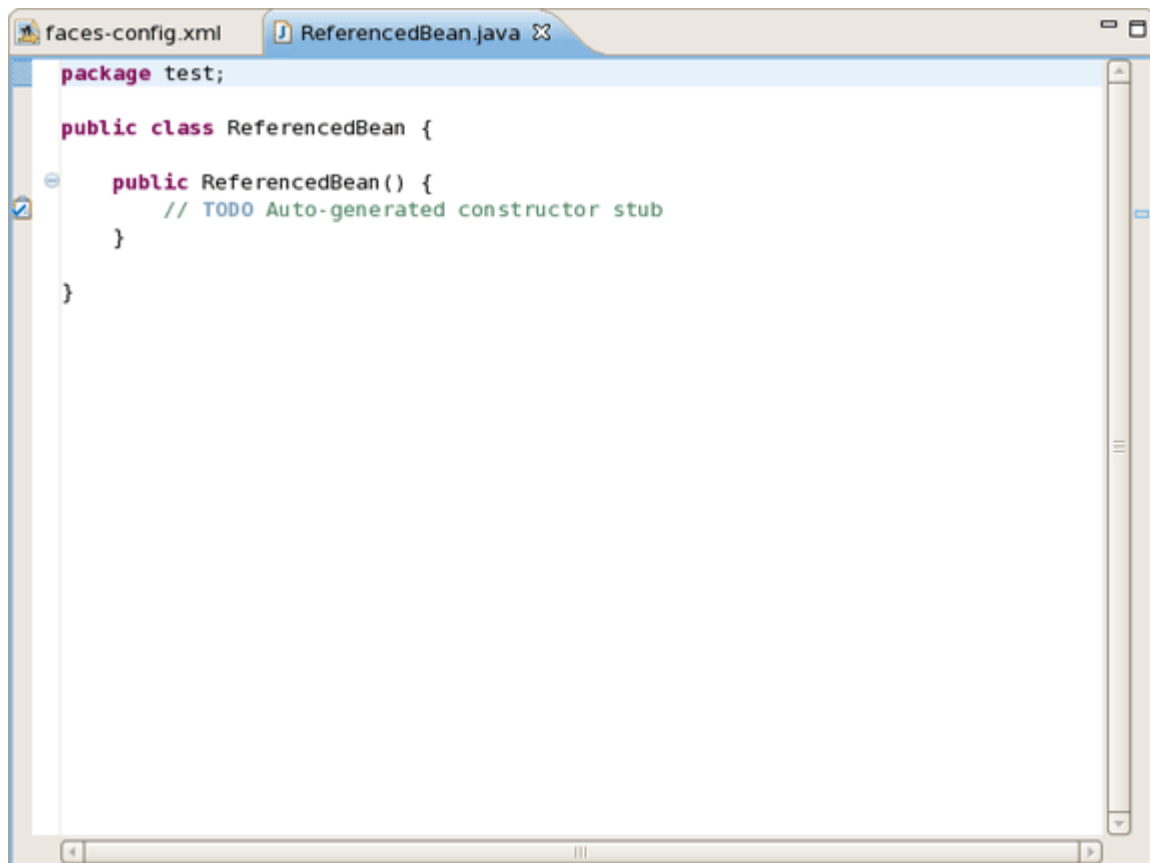 faces-config.xml ReferencedBean.java
package test;
public class ReferencedBean {
public ReferencedBean() {
// TODO Auto-generated constructor stub
}
}